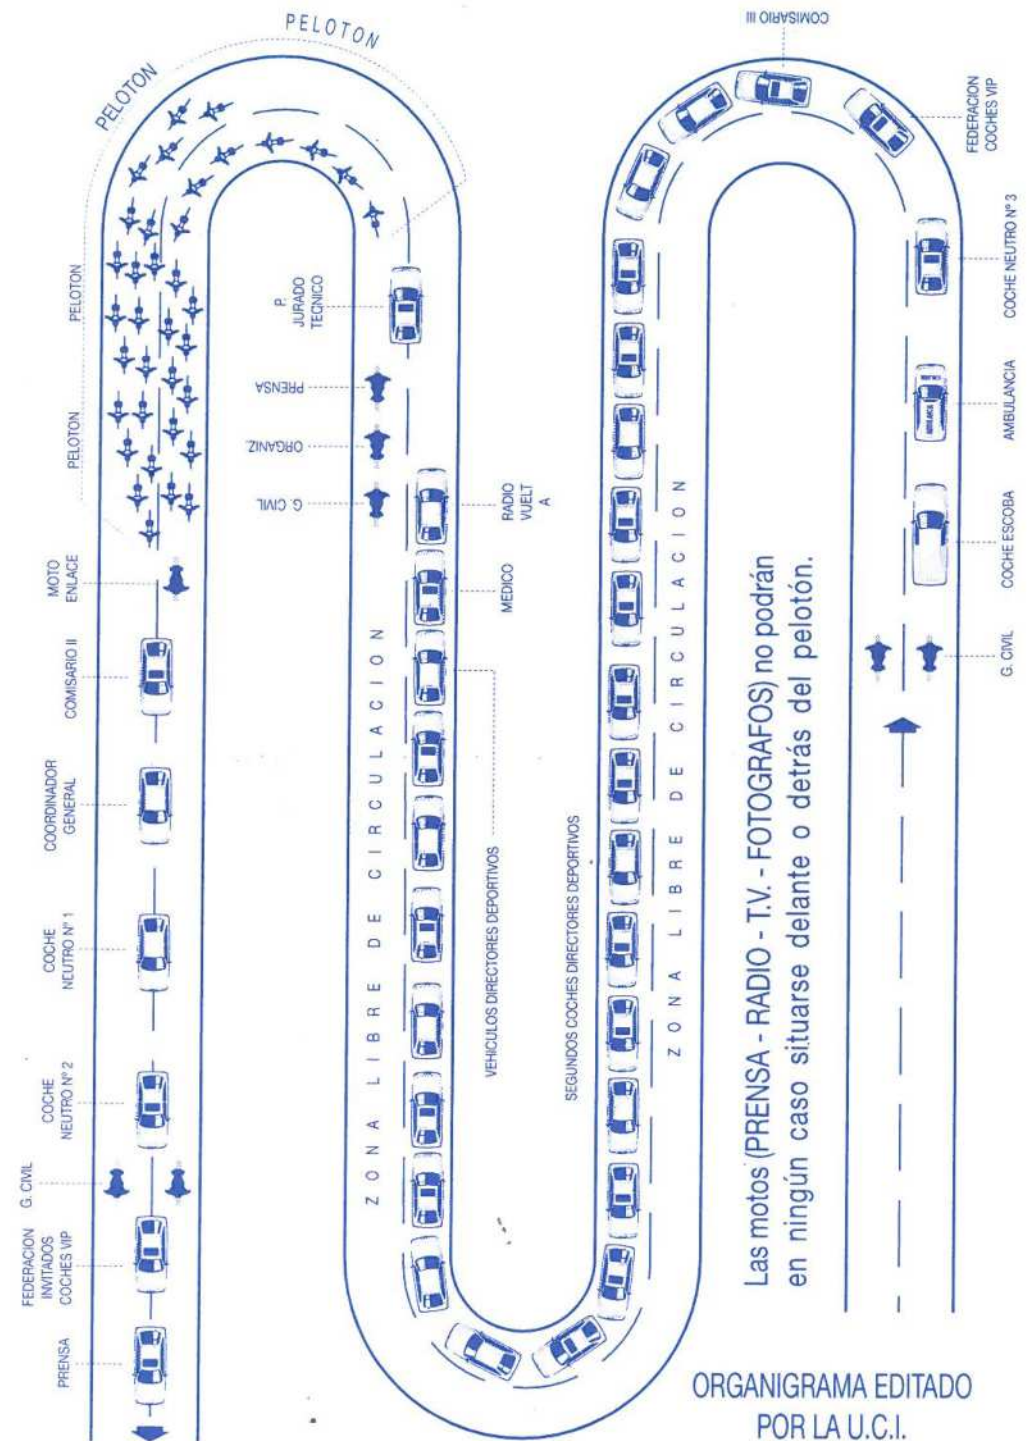 PELOTON
PELOTON
PELOTON
PELOTON
MOTO
ENLACE
COMISARIO II
COORDINADOR
GENERAL
COCHE
NEUTRO Nº 1
COCHE
NEUTRO Nº 2
G. CIVIL
FEDERACION
INVITADOS
COCHES VIP
PRENSA
P.
JURADO
TECNICO
PRENSA
ORGANIZ.
G. CIVIL
RADIO
VUELT
A
MEDICO
ZONA LIBRE DE CIRCULACION
VEHICULOS DIRECTORES DEPORTIVOS
SEGUNDOS COCHES DIRECTORES DEPORTIVOS
ZONA LIBRE DE CIRCULACION
COMISARIO III
FEDERACION
COCHES VIP
COCHE NEUTRO Nº 3
AMBULANCIA
AMBULANCIA
COCHE ESCOBA
G. CIVIL
Las motos (PRENSA - RADIO - T.V. - FOTOGRAFOS) no podrán
en ningún caso situarse delante o detrás del pelotón.
ORGANIGRAMA EDITADO
POR LA U.C.I.